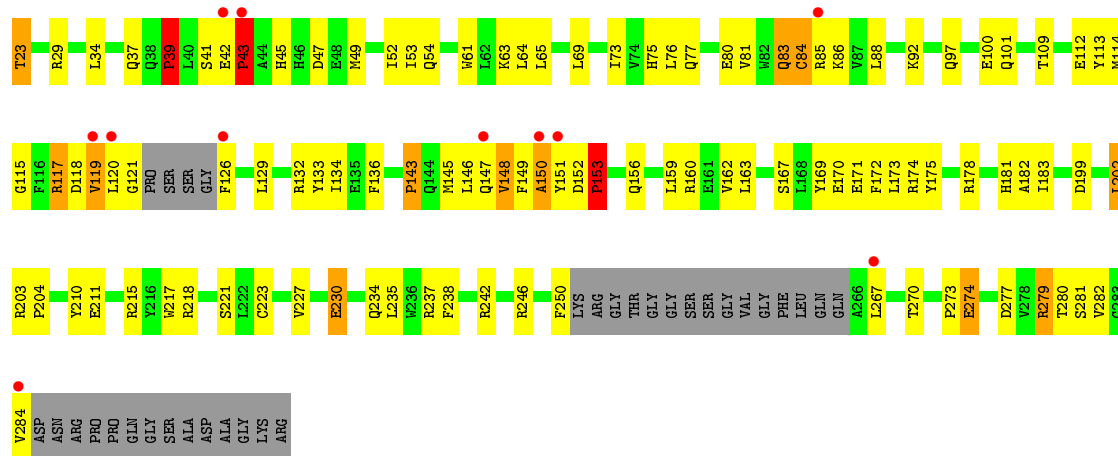 T23 R29 L34 Q37 Q38 P39 L40 S41 E42 P43 A44 H45 H46 D47 E48 M49 I52 I53 Q54 W61 L62 K63 L64 L65 L69 I73 V74 H75 L76 Q77 E80 V81 W82 Q83 C84 R85 K86 V87 L88 K92 Q97 E100 Q101 T109 E112 Y113 M114
G115 F116 R117 D118 V119 L120 G121 PRO SER SER GLY F126 L129 R132 Y133 I134 E135 F136 P143 Q144 M145 L146 Q147 V148 F149 A150 Y151 D152 P153 Q156 L159 R160 E161 V162 L163 S167 L168 Y169 E170 E171 F172 L173 R174 Y175 R178 H181 A182 I183 D199 L202
R203 P204 Y210 E211 R215 Y216 W217 R218 S221 L222 C223 V227 E230 Q234 L235 W236 R237 F238 R242 R246 F250 LYS ARG GLY THR GLY GLY SER SER GLY VAL GLY PHE LEU GLN GLN A266 L267 T270 P273 E274 D277 V278 R279 T280 S281 V282 C283
V284 ASP ASN ARG PRO PRO GLN GLY SER ALA ASP ALA GLY LYS ARG